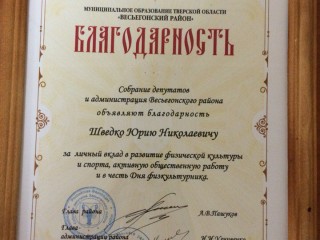 МУНИЦИПАЛЬНОЕ ОБРАЗОВАНИЕ ТВЕРСКОЙ ОБЛАСТИ
«ВЕСЬЕГОНСКИЙ РАЙОН»
БЛАГОДАРНОСТЬ
Собрание депутатов
и администрация Весьегонского района
объявляют благодарность
Шведко Юрию Николаевичу
за личный вклад в развитие физической культуры
и спорта, активную общественную работу
и в честь Дня физкультурника.
Глава района А.В.Пашуков
Глава
администрации района